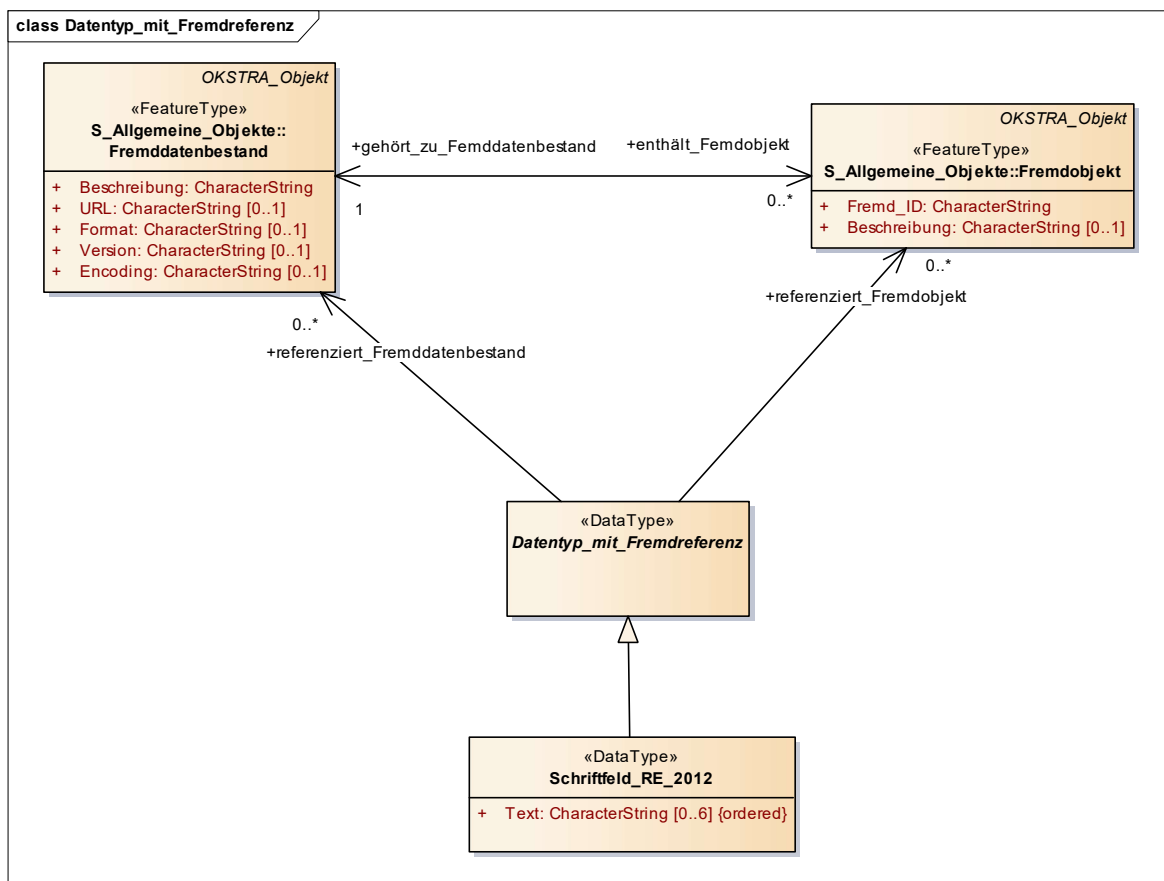 class Datentyp_mit_Fremdreferenz
OKSTRA_Objekt
«FeatureType»
S_Allgemeine_Objekte::
Fremddatenbestand
+ Beschreibung: CharacterString
+ URL: CharacterString [0..1]
+ Format: CharacterString [0..1]
+ Version: CharacterString [0..1]
+ Encoding: CharacterString [0..1]
+gehört_zu_Femddatenbestand
1
+enthält_Femdobjekt
0..*
OKSTRA_Objekt
«FeatureType»
S_Allgemeine_Objekte::Fremdobjekt
+ Fremd_ID: CharacterString
+ Beschreibung: CharacterString [0..1]
0..*
+referenziert_Fremdobjekt
0..*
+referenziert_Fremddatenbestand
«DataType»
Datentyp_mit_Fremdreferenz
«DataType»
Schriftfeld_RE_2012
+ Text: CharacterString [0..6] {ordered}